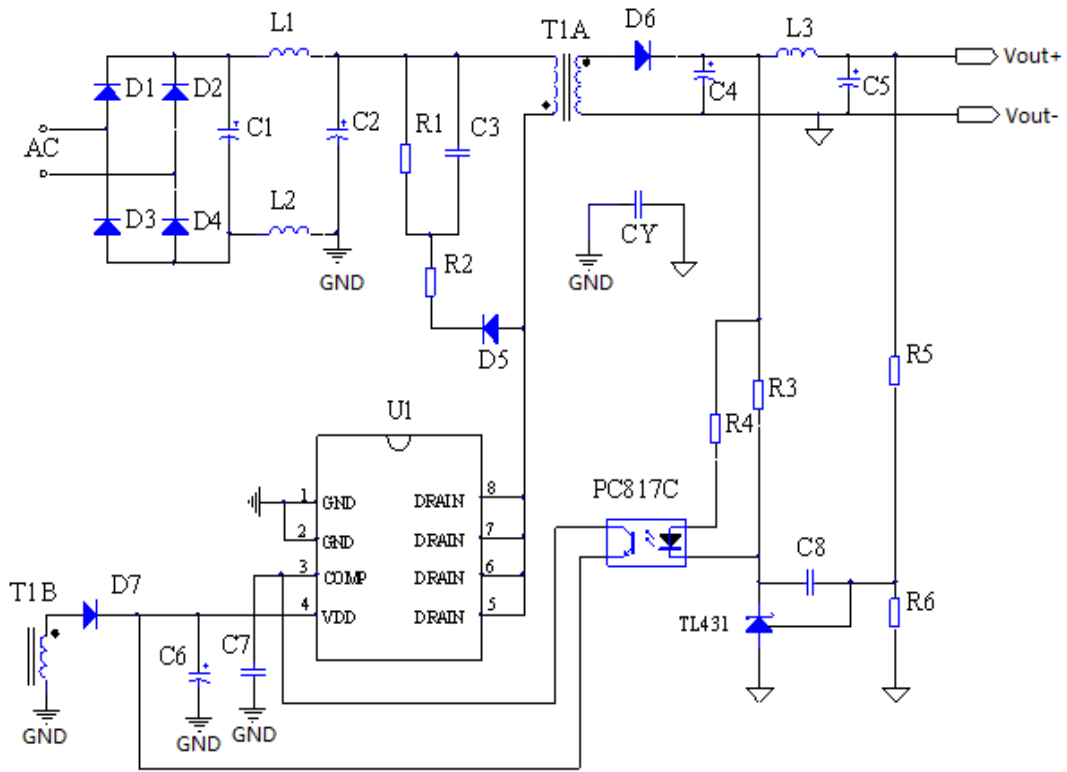 L1
T1A
D6
L3
Vout+
D1
D2
C4
C5
C1
C2
R1
C3
Vout-
AC
L2
D3
D4
CY
R2
GND
GND
D5
R5
R3
U1
R4
PC817C
1
GND
DRAIN
8
2
GND
DRAIN
7
3
COMP
DRAIN
6
C8
T1B
D7
4
VDD
DRAIN
5
R6
TL431
C6
C7
GND
GND
GND